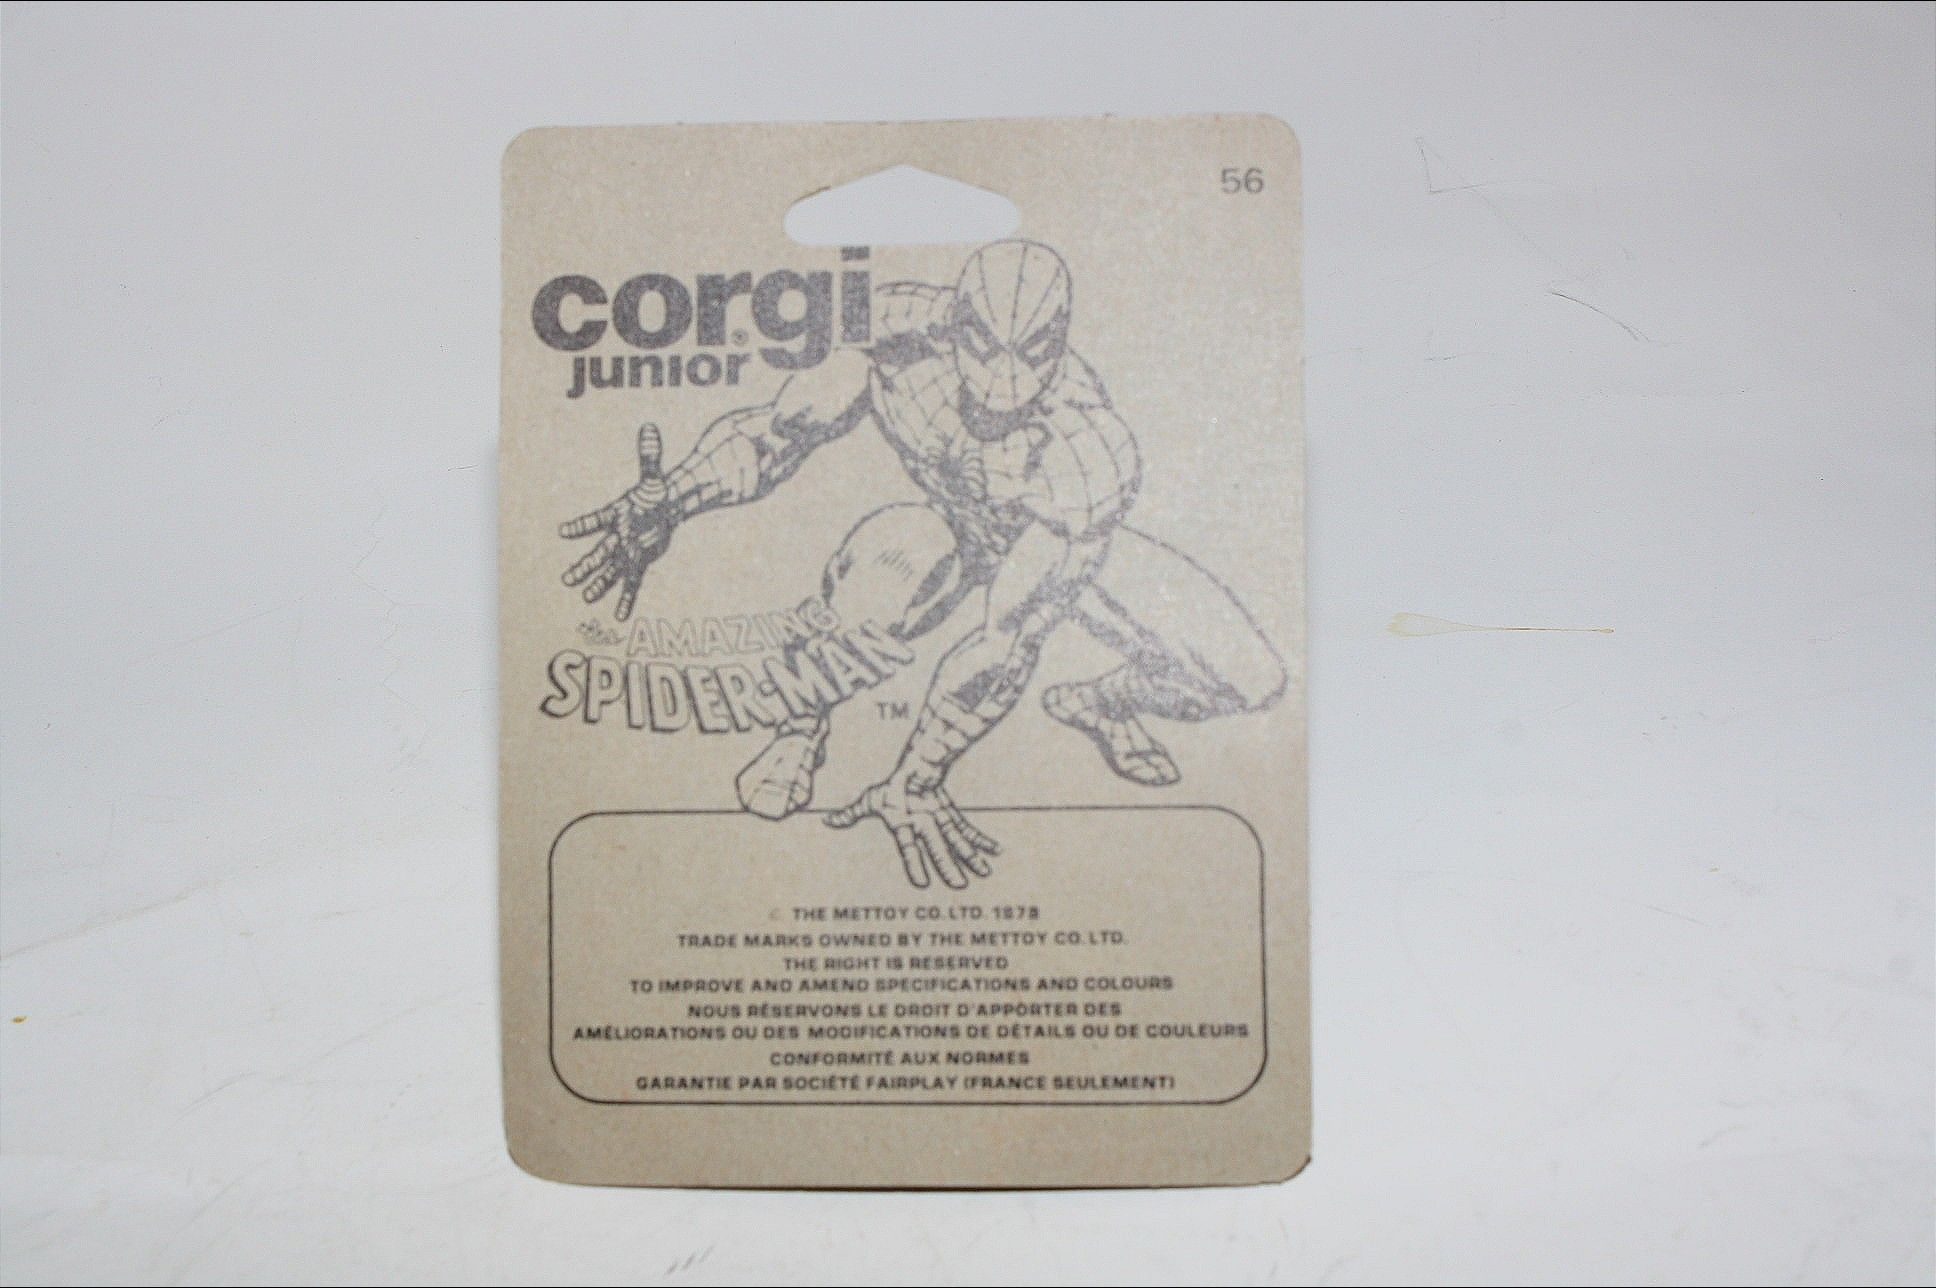 56
corgi®
junior
the AMAZING
SPIDER-MAN
TM
© THE METTOY CO. LTD. 1978
TRADE MARKS OWNED BY THE METTOY CO. LTD.
THE RIGHT IS RESERVED
TO IMPROVE AND AMEND SPECIFICATIONS AND COLOURS
NOUS RÉSERVONS LE DROIT D'APPORTER DES
AMÉLIORATIONS OU DES MODIFICATIONS DE DÉTAILS OU DE COULEURS
CONFORMITÉ AUX NORMES
GARANTIE PAR SOCIÉTÉ FAIRPLAY (FRANCE SEULEMENT)